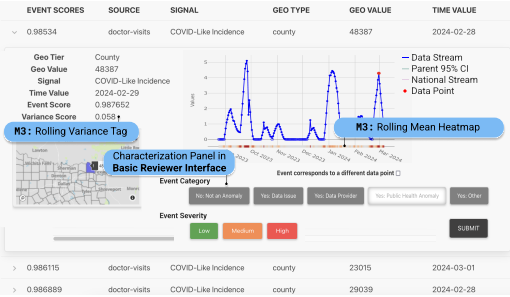 EVENT SCORES SOURCE SIGNAL GEO TYPE GEO VALUE TIME VALUE
0.98534 doctor-visits COVID-Like Incidence county 48387 2024-02-28
Geo Tier County
Geo Value 48387
Signal COVID-Like Incidence
Time Value 2024-02-29
Event Score 0.987652
Variance Score 0.058
M3: Rolling Variance Tag
Characterization Panel in
Basic Reviewer Interface
Value
5
4
3
2
1
0
Data Stream
Parent 95% CI
National Stream
Data Point
M3: Rolling Mean Heatmap
Oct 2023
Nov 2023
Dec 2023
Jan 2024
Feb 2024
Mar 2024
Event corresponds to a different data point
Event Category
No: Not an Anomaly Yes: Data Issue Yes: Data Provider Yes: Public Health Anomaly Yes: Other
Event Severity
Low Medium High
SUBMIT
0.986115 doctor-visits COVID-Like Incidence county 23015 2024-03-01
0.986889 doctor-visits COVID-Like Incidence county 29039 2024-02-28